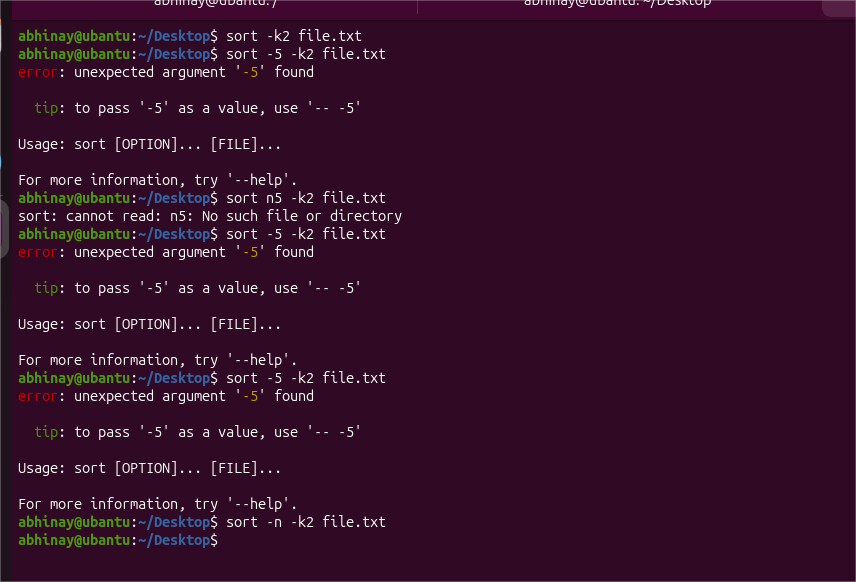 abhinay@ubantu: /
abhinay@ubantu: ~/Desktop
abhinay@ubantu:~/Desktop$ sort -k2 file.txt
abhinay@ubantu:~/Desktop$ sort -5 -k2 file.txt
error: unexpected argument '-5' found
tip: to pass '-5' as a value, use '-- -5'
Usage: sort [OPTION]... [FILE]...
For more information, try '--help'.
abhinay@ubantu:~/Desktop$ sort n5 -k2 file.txt
sort: cannot read: n5: No such file or directory
abhinay@ubantu:~/Desktop$ sort -5 -k2 file.txt
error: unexpected argument '-5' found
tip: to pass '-5' as a value, use '-- -5'
Usage: sort [OPTION]... [FILE]...
For more information, try '--help'.
abhinay@ubantu:~/Desktop$ sort -5 -k2 file.txt
error: unexpected argument '-5' found
tip: to pass '-5' as a value, use '-- -5'
Usage: sort [OPTION]... [FILE]...
For more information, try '--help'.
abhinay@ubantu:~/Desktop$ sort -n -k2 file.txt
abhinay@ubantu:~/Desktop$